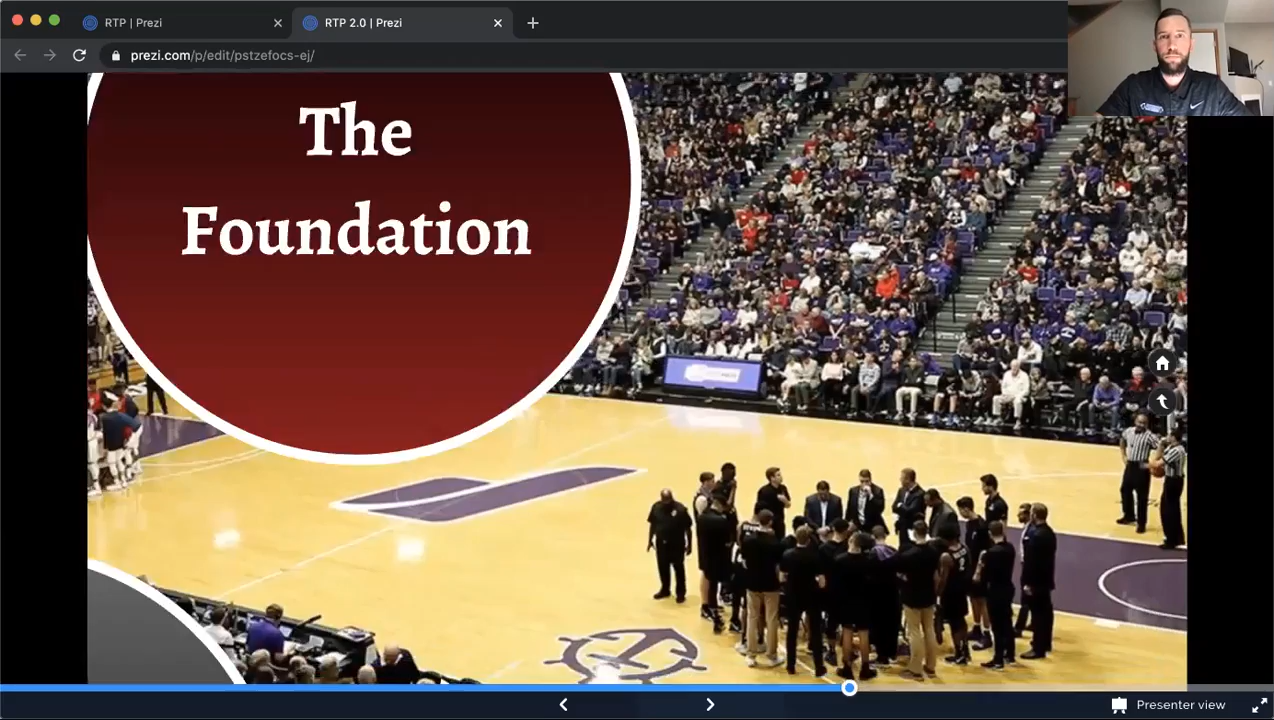 RTP | Prezi
RTP 2.0 | Prezi
prezi.com/p/edit/pstzefocs-ej/
The
Foundation
Presenter view